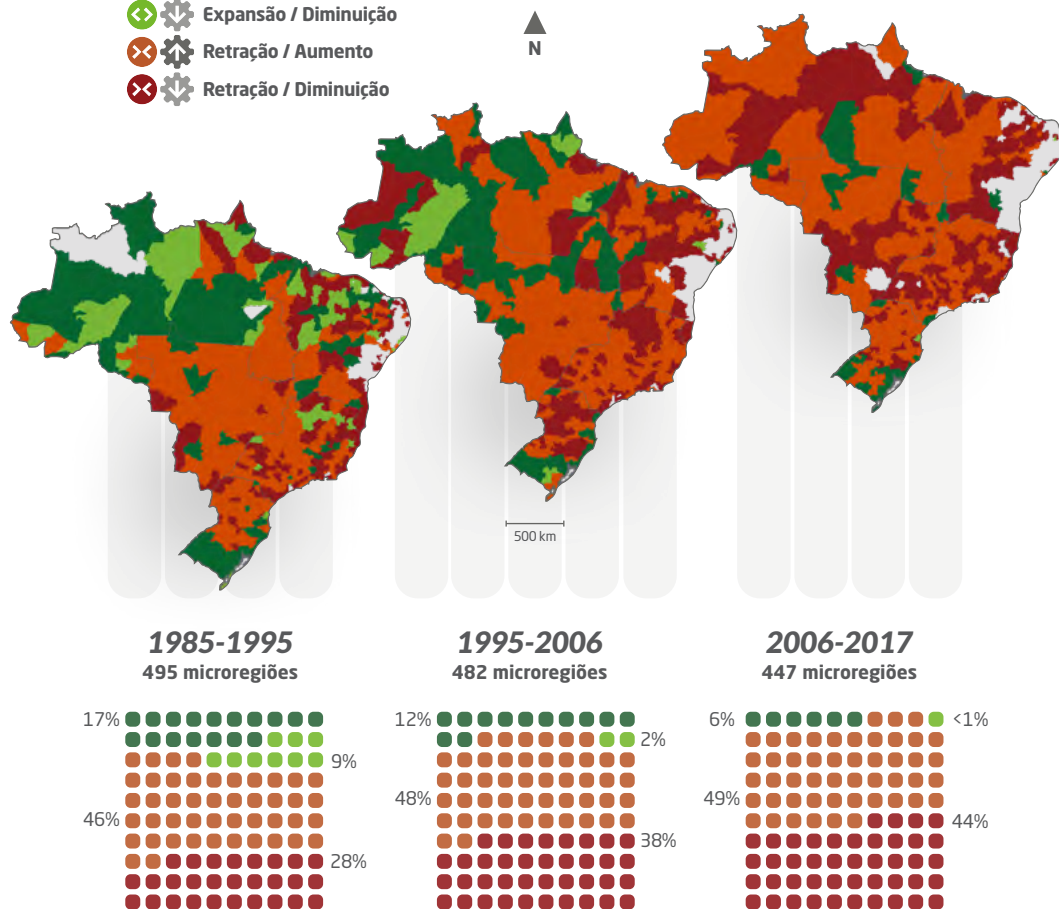 Expansão / Diminuição
Retração / Aumento
Retração / Diminuição
N
500 km
1985-1995
495 microregiões
17%
9%
46%
28%
1995-2006
482 microregiões
12%
2%
48%
38%
2006-2017
447 microregiões
6%
<1%
49%
44%